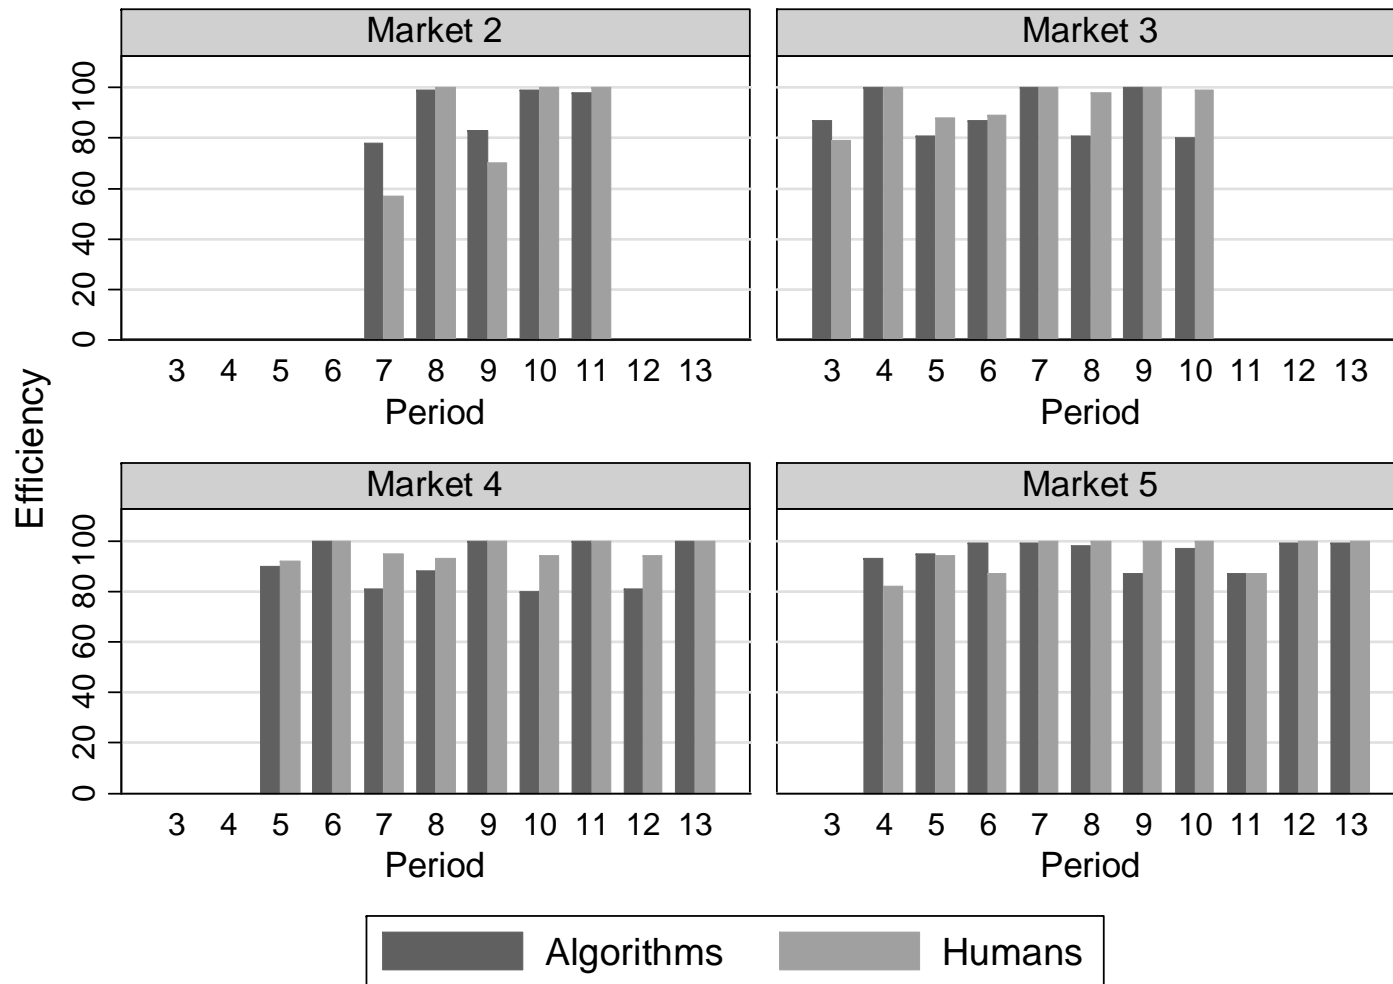 Market 2
Market 3
0 20 40 60 80 100
3 4 5 6 7 8 9 10 11 12 13
3 4 5 6 7 8 9 10 11 12 13
Period
Period
Efficiency
Market 4
Market 5
0 20 40 60 80 100
3 4 5 6 7 8 9 10 11 12 13
3 4 5 6 7 8 9 10 11 12 13
Period
Period
Algorithms
Humans